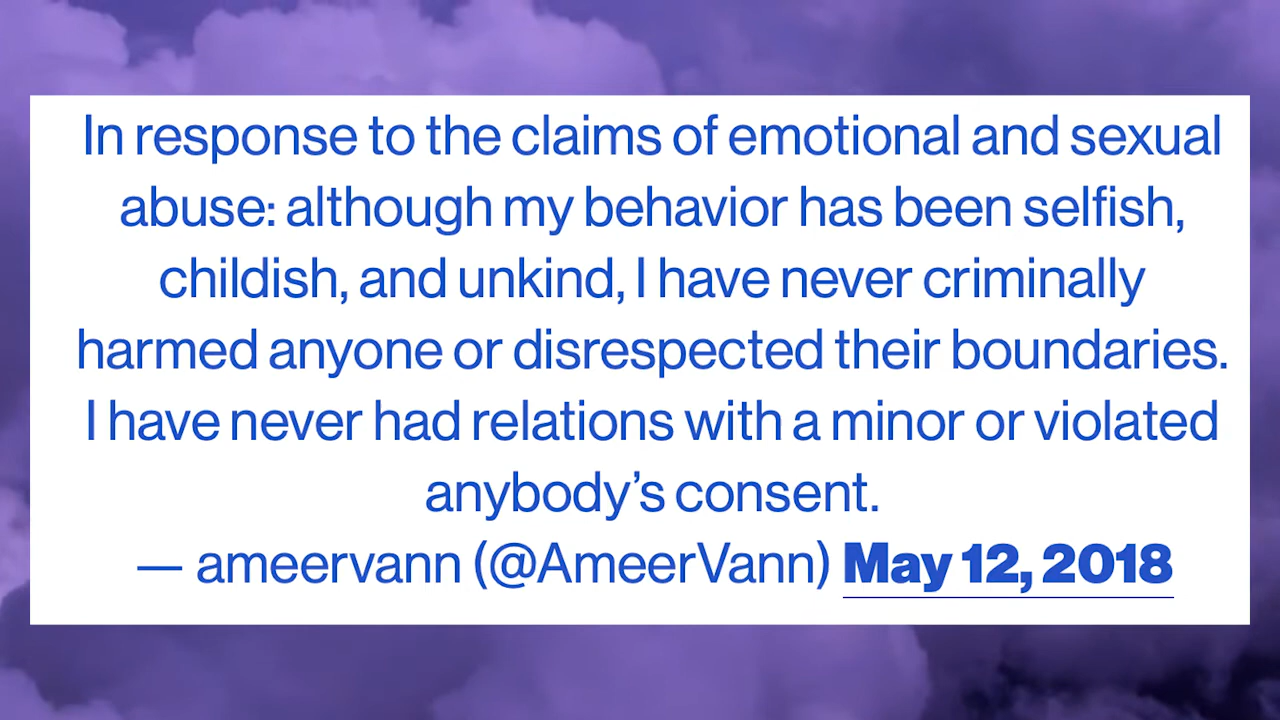 In response to the claims of emotional and sexual
abuse: although my behavior has been selfish,
childish, and unkind, I have never criminally
harmed anyone or disrespected their boundaries.
I have never had relations with a minor or violated
anybody’s consent.
— ameervann (@AmeerVann) May 12, 2018